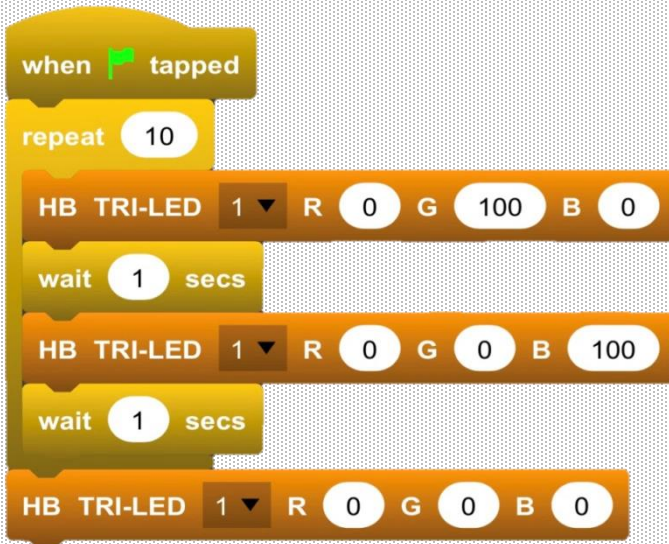 when tapped
repeat 10
HB TRI-LED 1 R 0 G 100 B 0
wait 1 secs
HB TRI-LED 1 R 0 G 0 B 100
wait 1 secs
HB TRI-LED 1 R 0 G 0 B 0